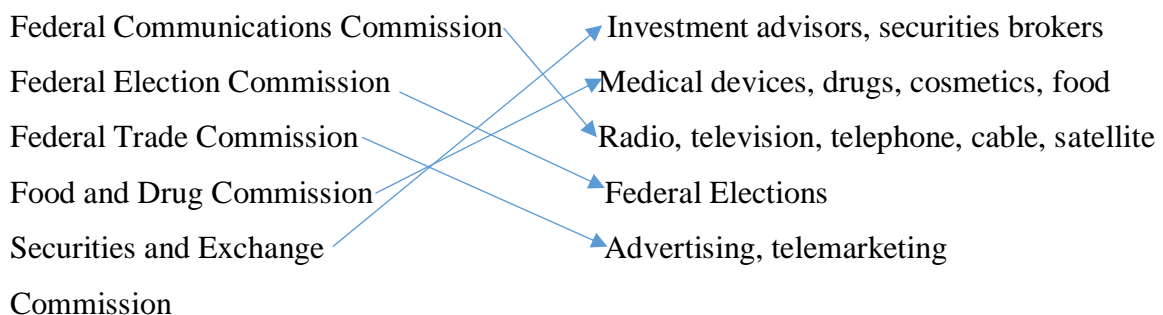 Federal Communications Commission Investment advisors, securities brokers
Federal Election Commission Medical devices, drugs, cosmetics, food
Federal Trade Commission Radio, television, telephone, cable, satellite
Food and Drug Commission Federal Elections
Securities and Exchange Advertising, telemarketing
Commission